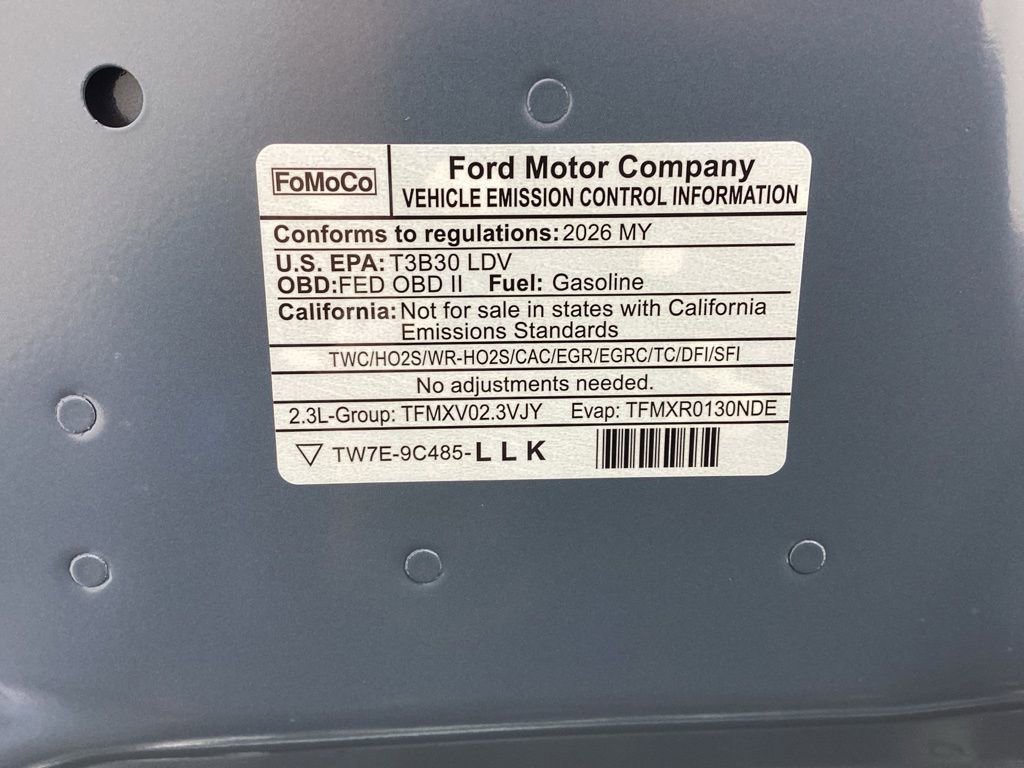 FoMoCo
Ford Motor Company
VEHICLE EMISSION CONTROL INFORMATION
Conforms to regulations: 2026 MY
U.S. EPA: T3B30 LDV
OBD:FED OBD II Fuel: Gasoline
California: Not for sale in states with California
Emissions Standards
TWC/HO2S/WR-HO2S/CAC/EGR/EGRC/TC/DFI/SFI
No adjustments needed.
2.3L-Group: TFMXV02.3VJY Evap: TFMXR0130NDE
TW7E-9C485-LLK